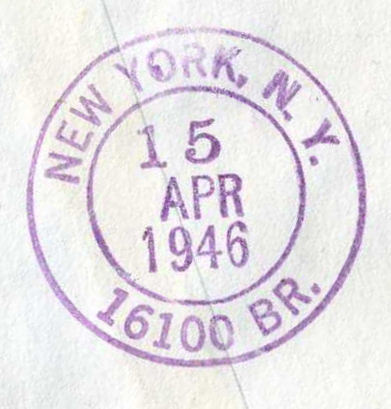 NEW YORK, N. Y.
15
APR
1946
16100 BR.